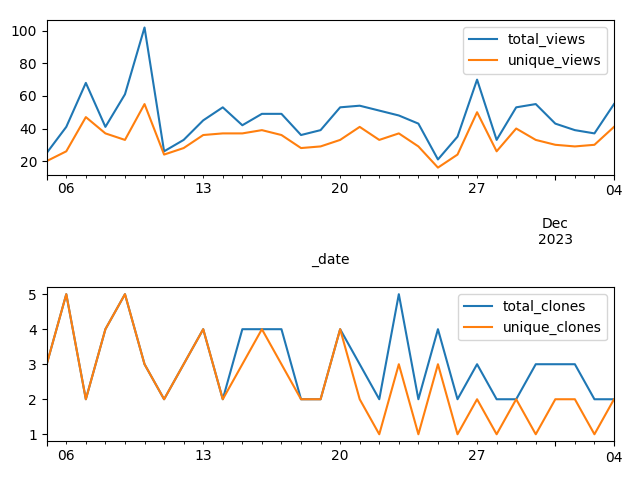 100
80
60
40
20
total_views
unique_views
06 13 20 27 04
Dec
2023
_date
5
4
3
2
1
total_clones
unique_clones
06 13 20 27 04